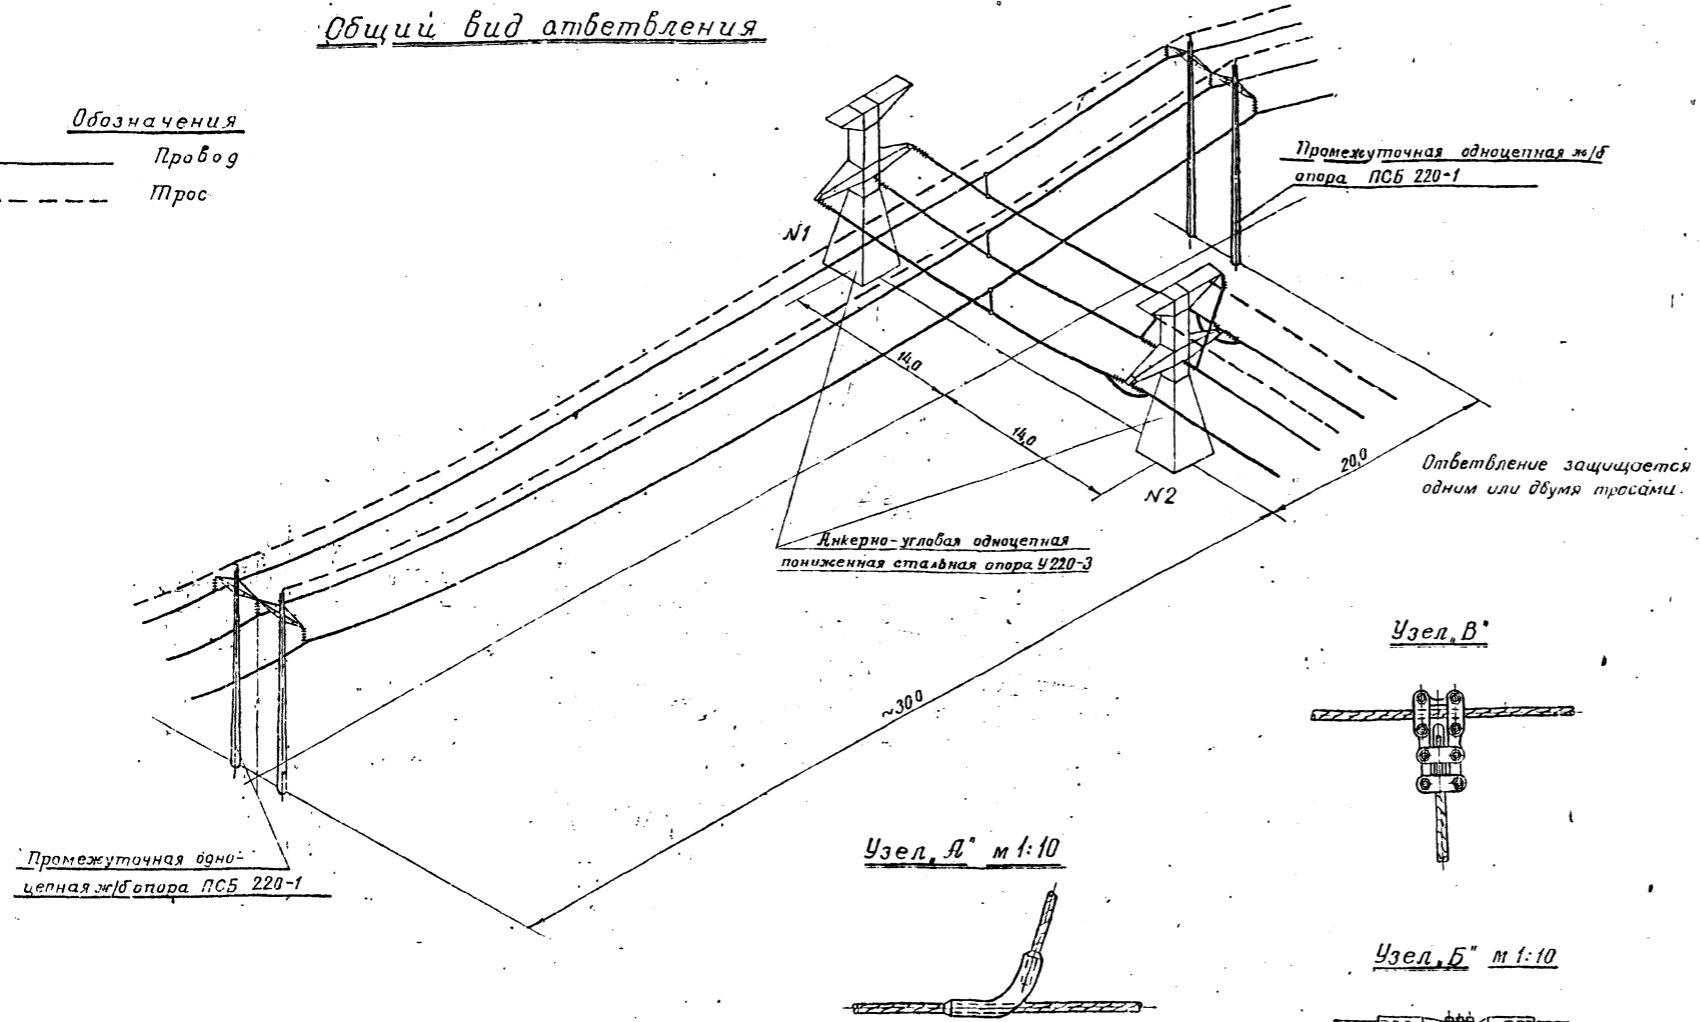 Общий вид ответвления
Обозначения
Провод
Трос
N1
Промежуточная одноцепная ж/б
опора ПСБ 220-1
14,0
14,0
N2
20,0
Ответвление защищается
одним или двумя тросами.
Анкерно-угловая одноцепная
пониженная стальная опора У220-3
~300
Узел „В"
Промежуточная одно-
цепная ж/б опора ПСБ 220-1
Узел „А" м 1:10
Узел „Б" м 1:10